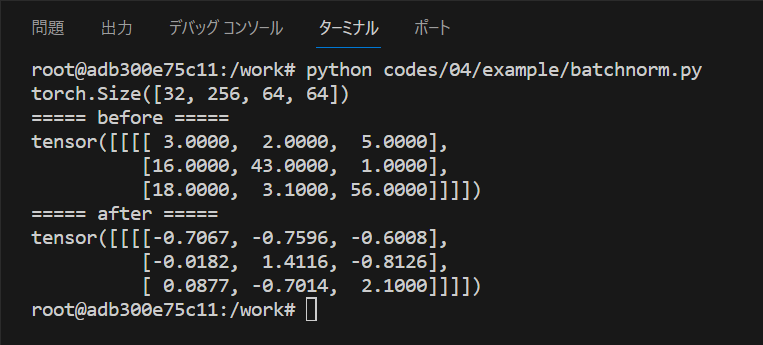 問題 出力 デバッグ コンソール ターミナル ポート
root@adb300e75c11:/work# python codes/04/example/batchnorm.py
torch.Size([32, 256, 64, 64])
===== before =====
tensor([[[[ 3.0000,  2.0000,  5.0000],
          [16.0000, 43.0000,  1.0000],
          [18.0000,  3.1000, 56.0000]]]])
===== after =====
tensor([[[[-0.7067, -0.7596, -0.6008],
          [-0.0182,  1.4116, -0.8126],
          [ 0.0877, -0.7014,  2.1000]]]])
root@adb300e75c11:/work#